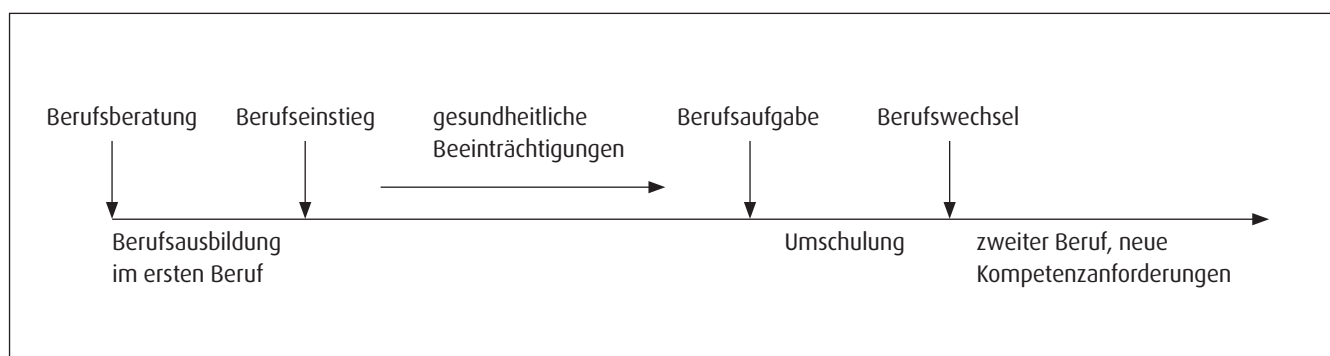 Berufsberatung
Berufseinstieg
gesundheitliche
Beeinträchtigungen
Berufsaufgabe
Berufswechsel
Berufsausbildung
im ersten Beruf
Umschulung
zweiter Beruf, neue
Kompetenzanforderungen